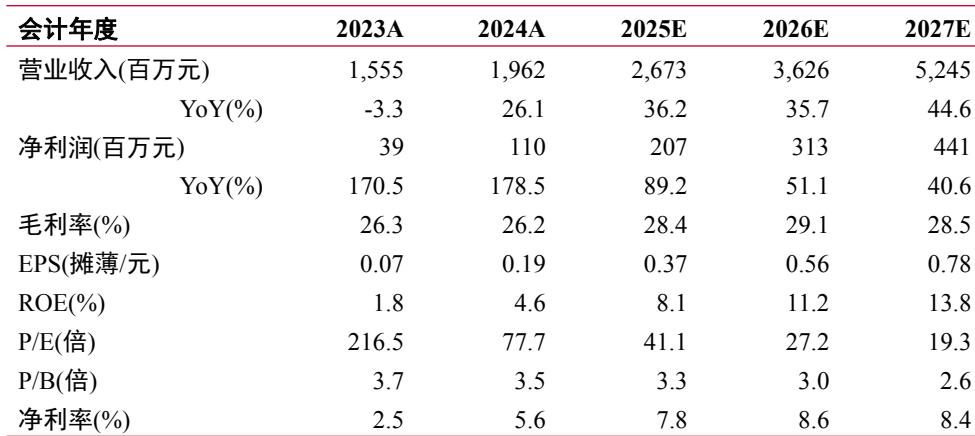 会计年度 2023A 2024A 2025E 2026E 2027E
营业收入(百万元) 1,555 1,962 2,673 3,626 5,245
YoY(%) -3.3 26.1 36.2 35.7 44.6
净利润(百万元) 39 110 207 313 441
YoY(%) 170.5 178.5 89.2 51.1 40.6
毛利率(%) 26.3 26.2 28.4 29.1 28.5
EPS(摊薄/元) 0.07 0.19 0.37 0.56 0.78
ROE(%) 1.8 4.6 8.1 11.2 13.8
P/E(倍) 216.5 77.7 41.1 27.2 19.3
P/B(倍) 3.7 3.5 3.3 3.0 2.6
净利率(%) 2.5 5.6 7.8 8.6 8.4